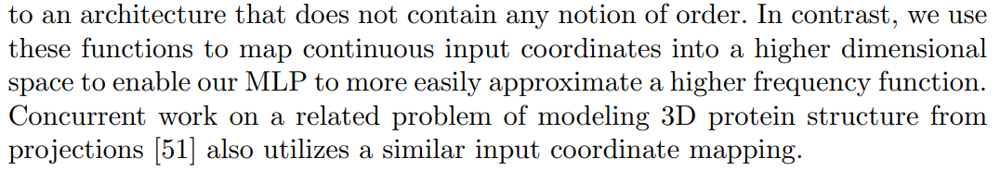 to an architecture that does not contain any notion of order. In contrast, we use
these functions to map continuous input coordinates into a higher dimensional
space to enable our MLP to more easily approximate a higher frequency function.
Concurrent work on a related problem of modeling 3D protein structure from
projections [51] also utilizes a similar input coordinate mapping.